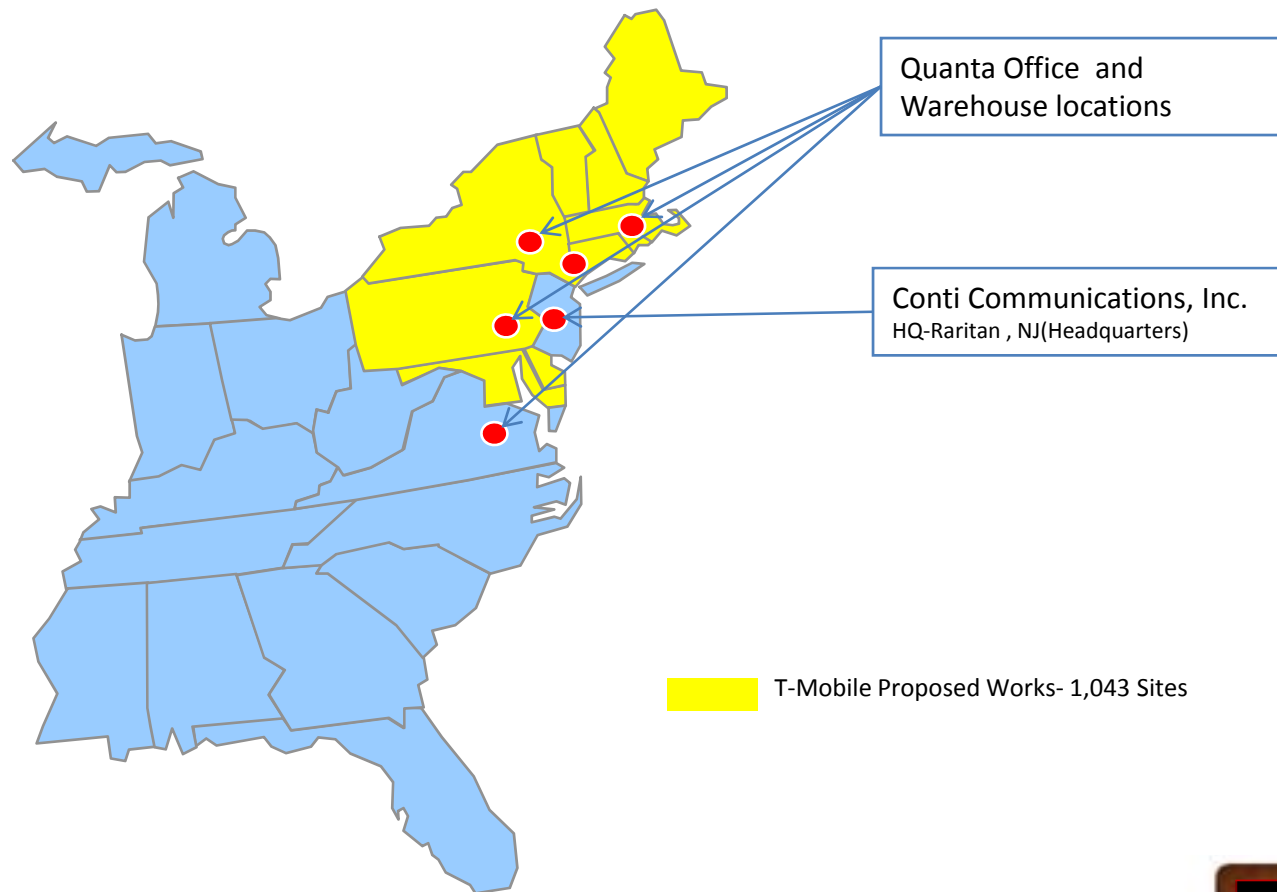 Quanta Office and
Warehouse locations
Conti Communications, Inc.
HQ-Raritan , NJ(Headquarters)
T-Mobile Proposed Works- 1,043 Sites